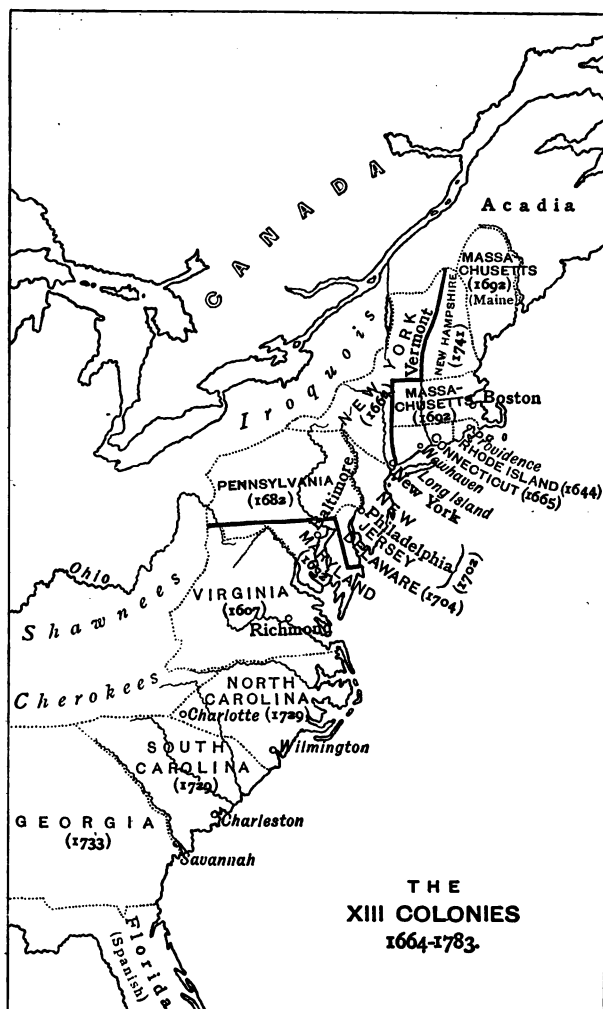 CANADA
Acadia
MASSA-
CHUSETTS
(1692)
(Maine)
NEW HAMPSHIRE
(1741)
Vermont
NEW YORK
Iroquois
MASSA-
CHUSETTS
(1692)
Boston
Providence
RHODE ISLAND (1644)
CONNECTICUT (1665)
Newhaven
Long Island
New York
PENNSYLVANIA
(1682)
Baltimore
NEW
JERSEY
(1702)
Philadelphia
DELAWARE (1704)
MARYLAND
Ohio
Shawnees
VIRGINIA
(1607)
Richmond
Cherokees
NORTH
CAROLINA
(1729)
Charlotte
Wilmington
SOUTH
CAROLINA
(1729)
Charleston
GEORGIA
(1733)
Savannah
Florida
(Spanish)
THE
XIII COLONIES
1664-1783.